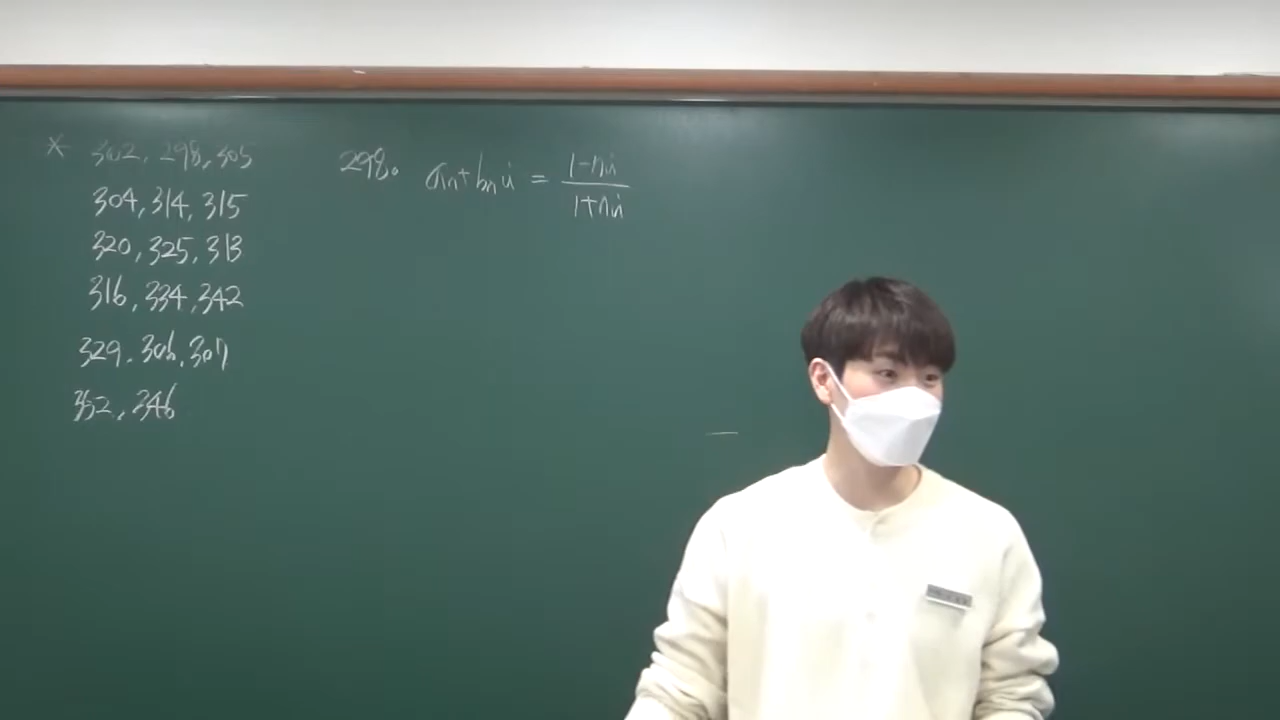 * 302, 298, 305
304, 314, 315
320, 325, 313
316, 334, 342
329, 306, 307
352, 346
298. aₙ+bₙi = (1-ni)/(1+ni)